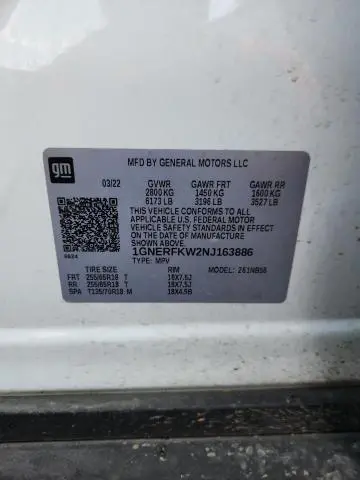 gm
MFD BY GENERAL MOTORS LLC
03/22 GVWR GAWR FRT GAWR RR
2800 KG 1450 KG 1600 KG
6173 LB 3196 LB 3527 LB
THIS VEHICLE CONFORMS TO ALL
APPLICABLE U.S. FEDERAL MOTOR
VEHICLE SAFETY AND THEFT
PREVENTION STANDARDS IN EFFECT
ON THE DATE OF MANUFACTURE
SHOWN ABOVE.
1GNERFKW2NJ163886
TYPE: MPV
MODEL:
TIRE SIZE RIM
FRT 255/65R18 T 18X7.5J
RR 255/65R18 T 18X7.5J
SPA T135/70R18 M 18X4.5B